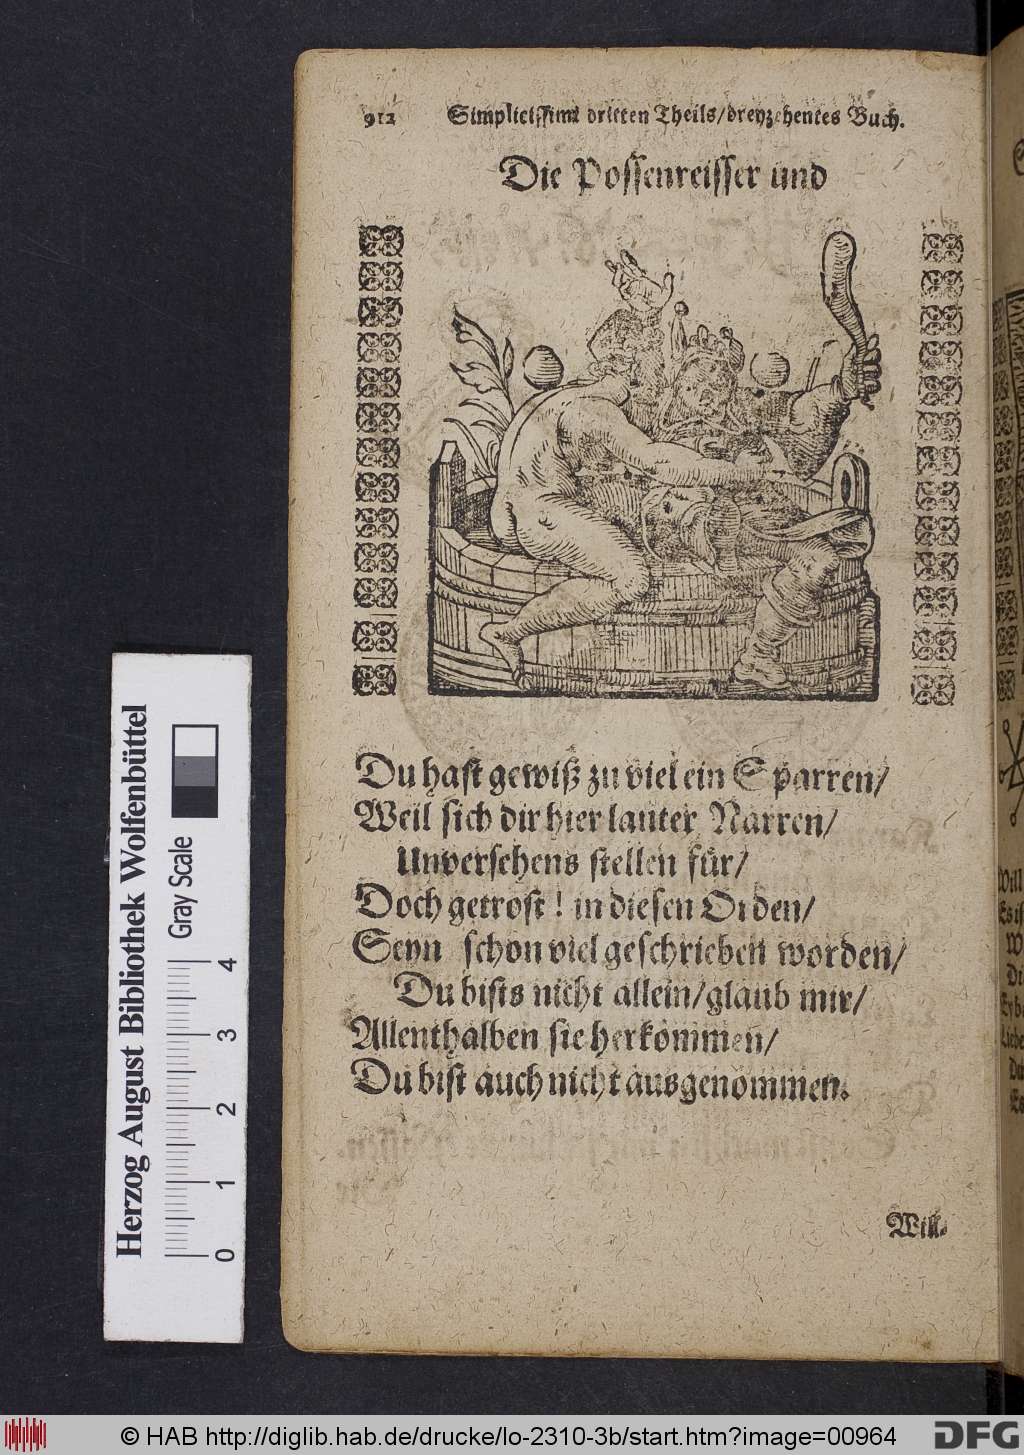 912 Simplicissimi dritten Theils/dreyzehentes Buch.
Die Possenreisser und
Du hast gewiß zu viel ein Sparren/
Weil sich dir hier lauter Narren/
Unversehens stellen für/
Doch getrost! in diesen Orden/
Seyn schon viel geschrieben worden/
Du bists nicht allein/glaub mir/
Allenthalben sie herkommen/
Du bist auch nicht ausgenommen.
Will-
Herzog August Bibliothek Wolfenbüttel
Gray Scale
0 1 2 3 4
© HAB http://diglib.hab.de/drucke/lo-2310-3b/start.htm?image=00964
DFG